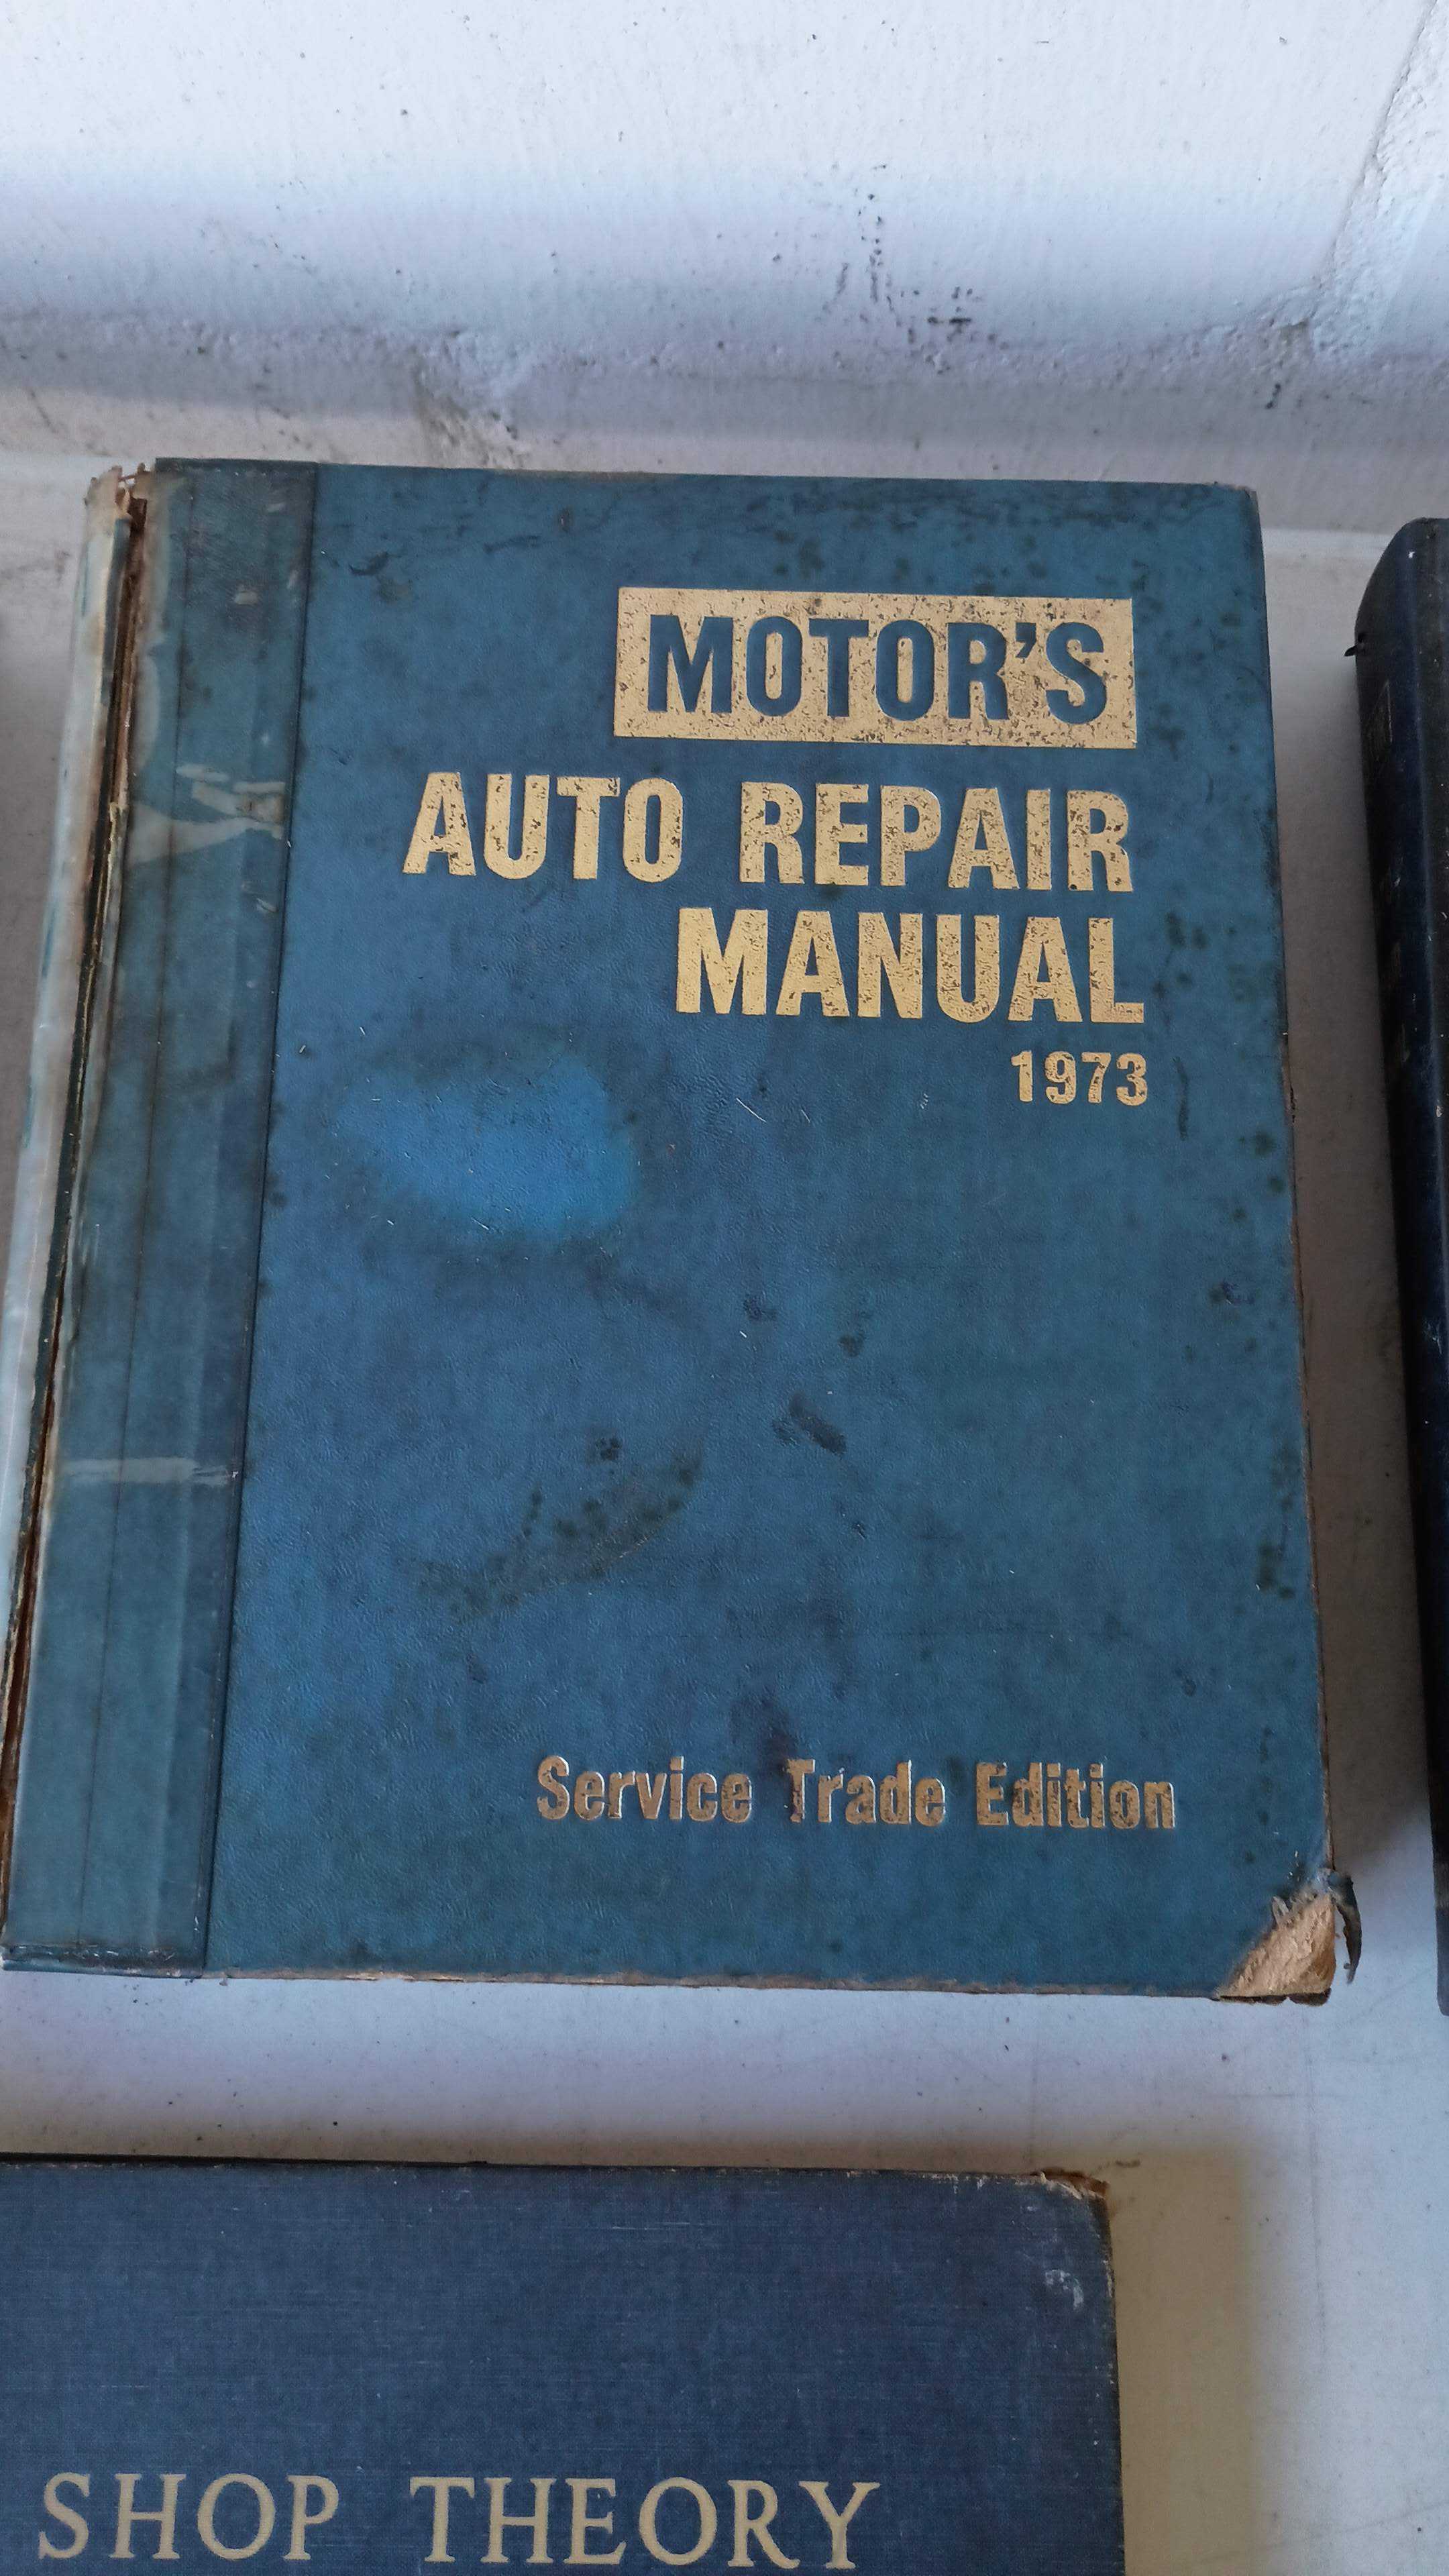 MOTOR'S
AUTO REPAIR
MANUAL
1973
Service Trade Edition
SHOP THEORY